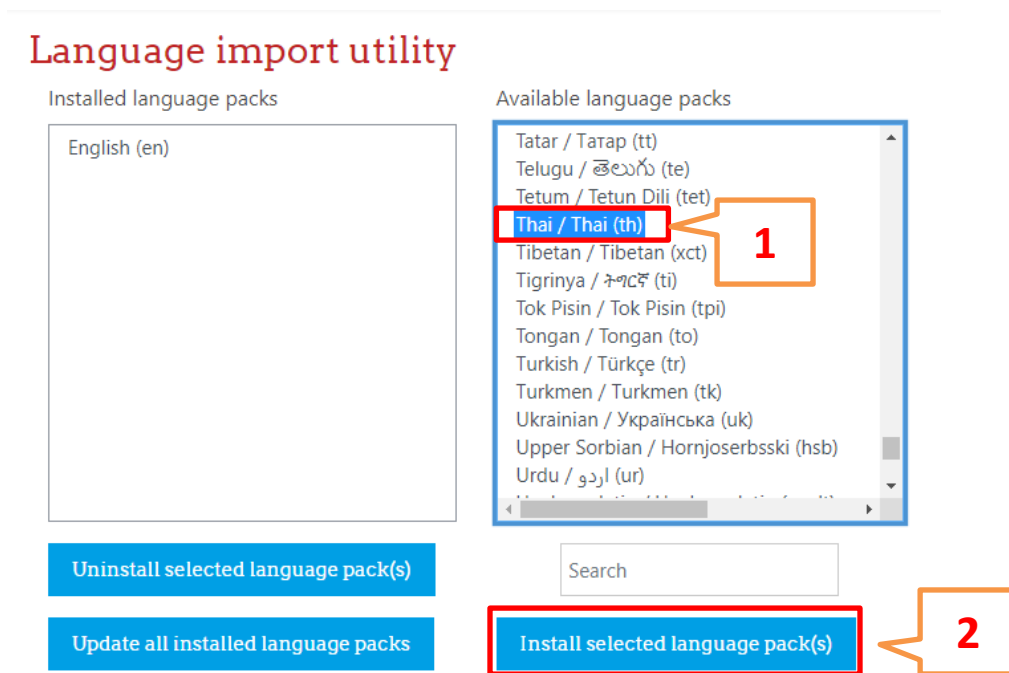 Language import utility
Installed language packs
English (en)
Available language packs
Tatar / Татар (tt)
Telugu / తెలుగు (te)
Tetum / Tetun Dili (tet)
Thai / Thai (th)
1
Tibetan / Tibetan (xct)
Tigrinya / ትግርኛ (ti)
Tok Pisin / Tok Pisin (tpi)
Tongan / Tongan (to)
Turkish / Türkçe (tr)
Turkmen / Turkmen (tk)
Ukrainian / Українська (uk)
Upper Sorbian / Hornjoserbsski (hsb)
Urdu / اردو (ur)
Uninstall selected language pack(s)
Search
Update all installed language packs
Install selected language pack(s)
2